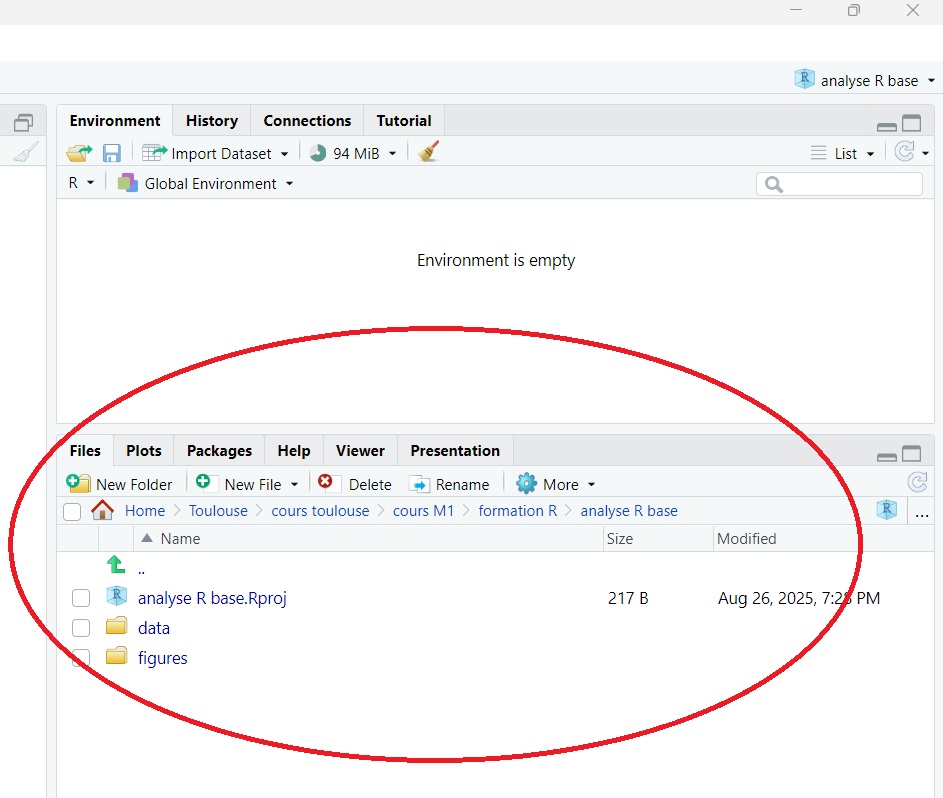 analyse R base
Environment History Connections Tutorial
Import Dataset 94 MiB List
R Global Environment
Environment is empty
Files Plots Packages Help Viewer Presentation
New Folder New File Delete Rename More
Home Toulouse cours toulouse cours M1 formation R analyse R base ...
Name Size Modified
..
analyse R base.Rproj 217 B Aug 26, 2025, 7:28 PM
data
figures